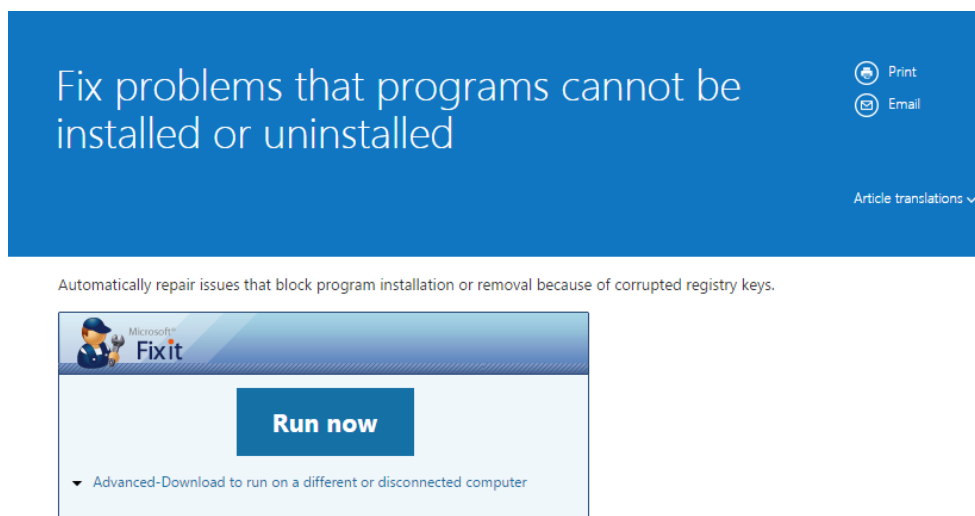 Fix problems that programs cannot be
installed or uninstalled
Print
Email
Article translations
Automatically repair issues that block program installation or removal because of corrupted registry keys.
Microsoft®
Fix it
Run now
Advanced-Download to run on a different or disconnected computer